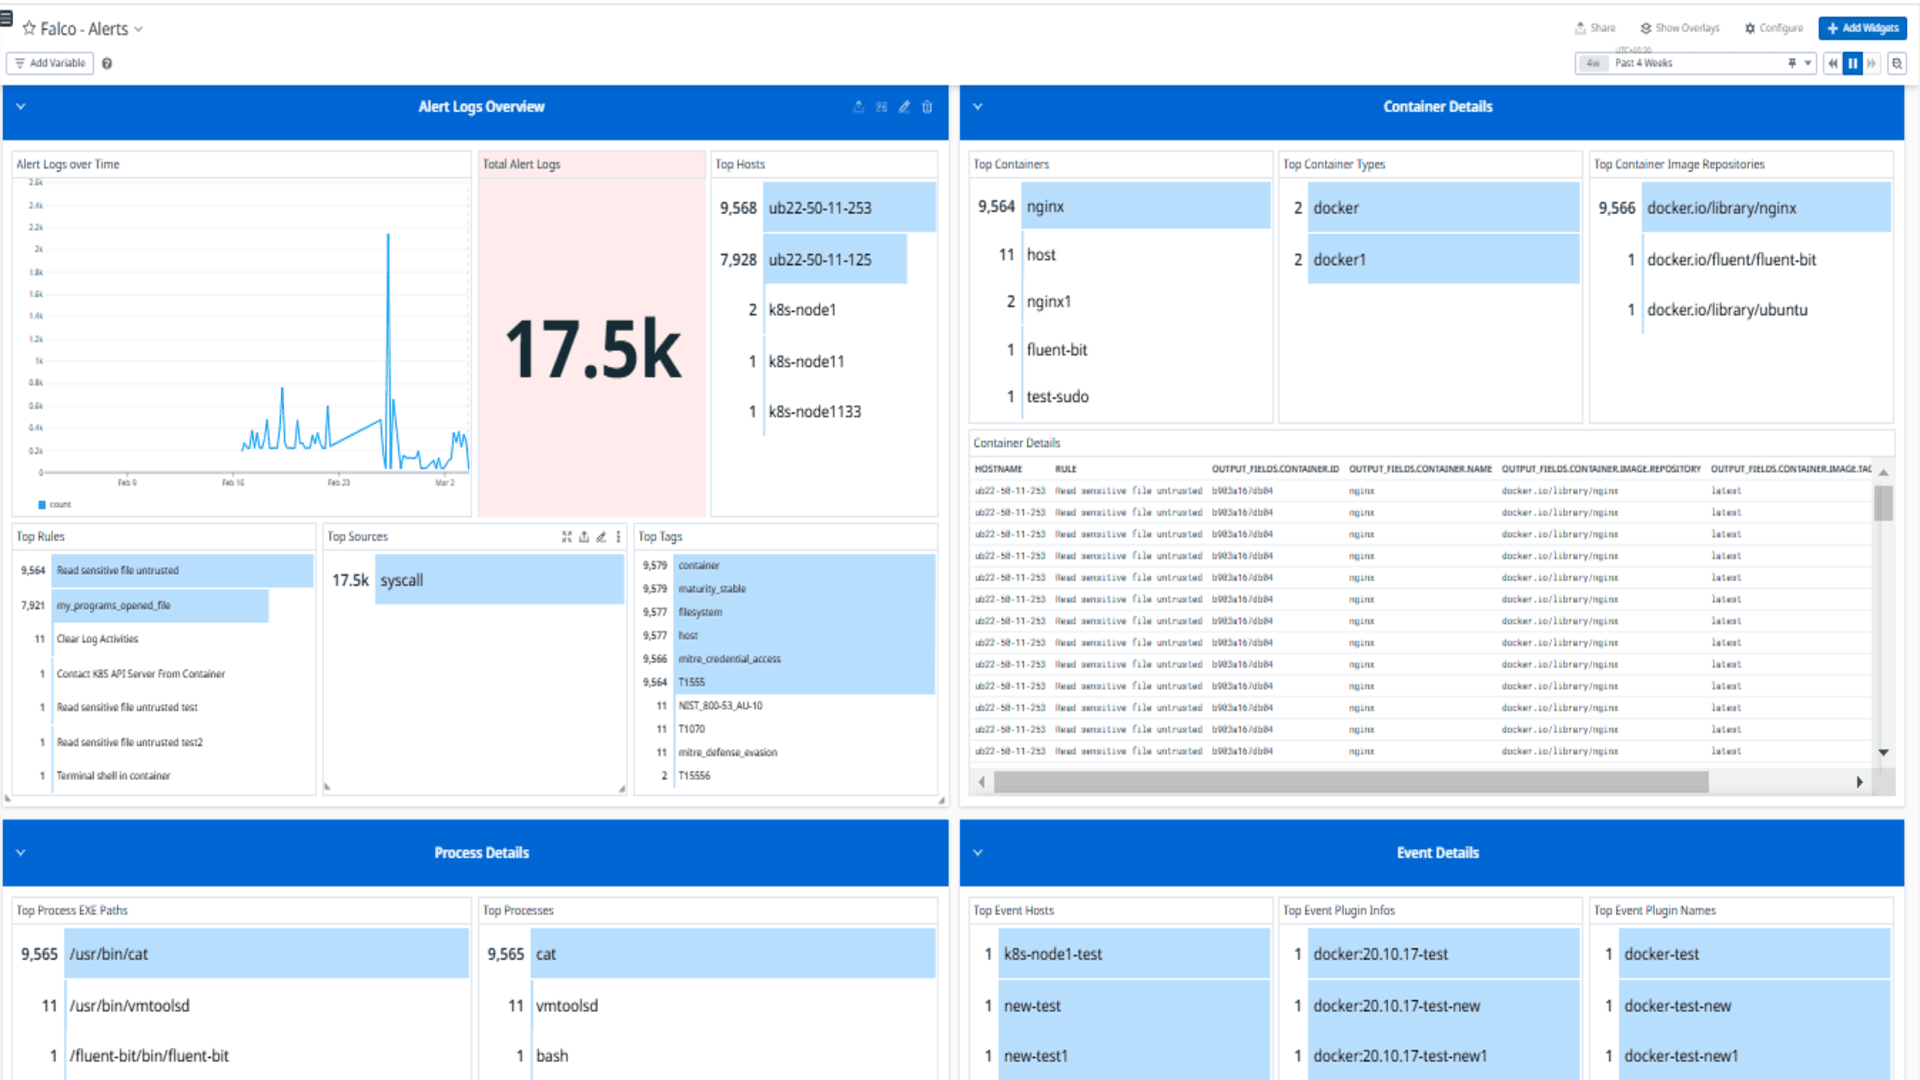 Falco - Alerts
Share
Show Overlays
Configure
+ Add Widgets
Add Variable
UTC+05:30
4w Past 4 Weeks
Alert Logs Overview
Alert Logs over Time
2.6k
2.4k
2.2k
2k
1.8k
1.6k
1.4k
1.2k
1k
0.8k
0.6k
0.4k
0.2k
0
Feb 9
Feb 16
Feb 23
Mar 2
count
Total Alert Logs
17.5k
Top Hosts
9,568 ub22-50-11-253
7,928 ub22-50-11-125
2 k8s-node1
1 k8s-node11
1 k8s-node1133
Top Rules
9,564 Read sensitive file untrusted
7,921 my_programs_opened_file
11 Clear Log Activities
1 Contact K8S API Server From Container
1 Read sensitive file untrusted test
1 Read sensitive file untrusted test2
1 Terminal shell in container
Top Sources
17.5k syscall
Top Tags
9,579 container
9,579 maturity_stable
9,577 filesystem
9,577 host
9,566 mitre_credential_access
9,564 T1555
11 NIST_800-53_AU-10
11 T1070
11 mitre_defense_evasion
2 T15556
Container Details
Top Containers
9,564 nginx
11 host
2 nginx1
1 fluent-bit
1 test-sudo
Top Container Types
2 docker
2 docker1
Top Container Image Repositories
9,566 docker.io/library/nginx
1 docker.io/fluent/fluent-bit
1 docker.io/library/ubuntu
Container Details
HOSTNAME RULE OUTPUT_FIELDS.CONTAINER.ID OUTPUT_FIELDS.CONTAINER.NAME OUTPUT_FIELDS.CONTAINER.IMAGE.REPOSITORY OUTPUT_FIELDS.CONTAINER.IMAGE.TAG
ub22-50-11-253 Read sensitive file untrusted b903a167db04 nginx docker.io/library/nginx latest
ub22-50-11-253 Read sensitive file untrusted b903a167db04 nginx docker.io/library/nginx latest
ub22-50-11-253 Read sensitive file untrusted b903a167db04 nginx docker.io/library/nginx latest
ub22-50-11-253 Read sensitive file untrusted b903a167db04 nginx docker.io/library/nginx latest
ub22-50-11-253 Read sensitive file untrusted b903a167db04 nginx docker.io/library/nginx latest
ub22-50-11-253 Read sensitive file untrusted b903a167db04 nginx docker.io/library/nginx latest
ub22-50-11-253 Read sensitive file untrusted b903a167db04 nginx docker.io/library/nginx latest
ub22-50-11-253 Read sensitive file untrusted b903a167db04 nginx docker.io/library/nginx latest
ub22-50-11-253 Read sensitive file untrusted b903a167db04 nginx docker.io/library/nginx latest
ub22-50-11-253 Read sensitive file untrusted b903a167db04 nginx docker.io/library/nginx latest
ub22-50-11-253 Read sensitive file untrusted b903a167db04 nginx docker.io/library/nginx latest
ub22-50-11-253 Read sensitive file untrusted b903a167db04 nginx docker.io/library/nginx latest
ub22-50-11-253 Read sensitive file untrusted b903a167db04 nginx docker.io/library/nginx latest
Process Details
Top Process EXE Paths
9,565 /usr/bin/cat
11 /usr/bin/vmtoolsd
1 /fluent-bit/bin/fluent-bit
Top Processes
9,565 cat
11 vmtoolsd
1 bash
Event Details
Top Event Hosts
1 k8s-node1-test
1 new-test
1 new-test1
Top Event Plugin Infos
1 docker:20.10.17-test
1 docker:20.10.17-test-new
1 docker:20.10.17-test-new1
Top Event Plugin Names
1 docker-test
1 docker-test-new
1 docker-test-new1